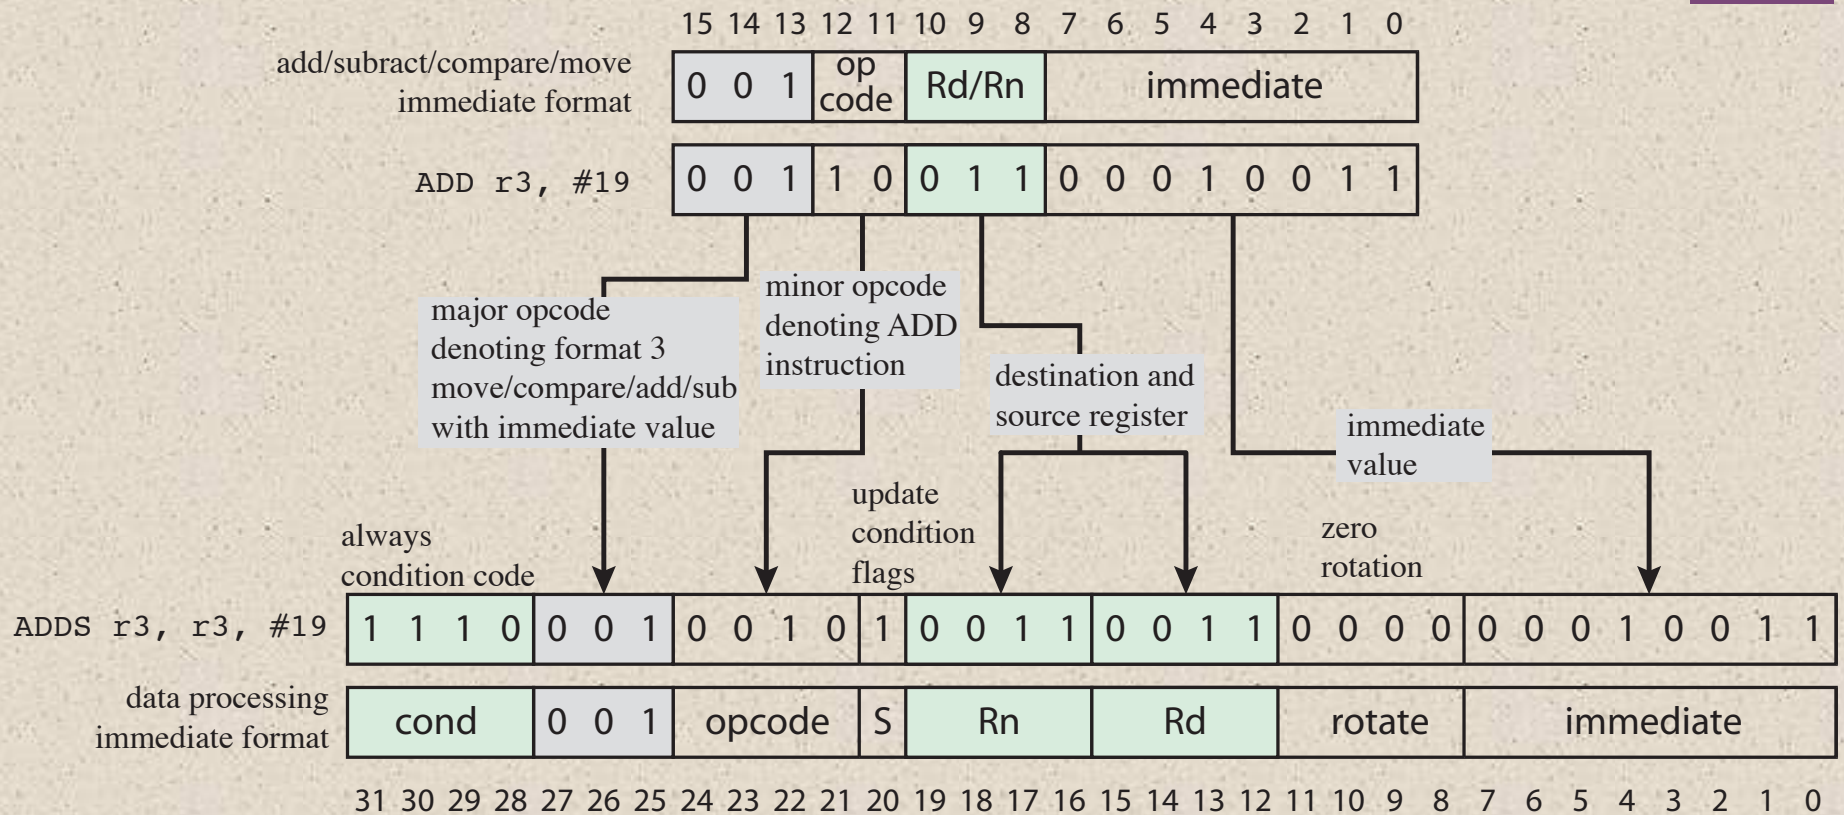 15 14 13 12 11 10 9 8 7 6 5 4 3 2 1 0
add/subract/compare/move
immediate format
0 0 1
op
code
Rd/Rn
immediate
ADD r3, #19
0 0 1 1 0 0 1 1 0 0 0 1 0 0 1 1
major opcode
denoting format 3
move/compare/add/sub
with immediate value
minor opcode
denoting ADD
instruction
destination and
source register
immediate
value
always
condition code
update
condition
flags
zero
rotation
ADDS r3, r3, #19
1 1 1 0 0 0 1 0 0 1 0 1 0 0 1 1 0 0 1 1 0 0 0 0 0 0 0 1 0 0 1 1
data processing
immediate format
cond
0 0 1
opcode
S
Rn
Rd
rotate
immediate
31 30 29 28 27 26 25 24 23 22 21 20 19 18 17 16 15 14 13 12 11 10 9 8 7 6 5 4 3 2 1 0